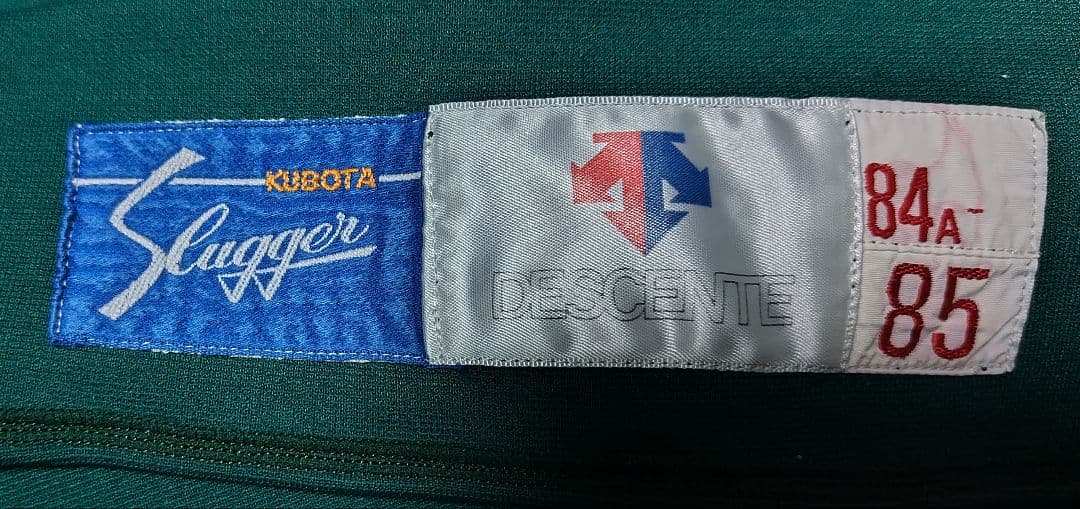 KUBOTA
Slugger
DESCENTE
84A-
85